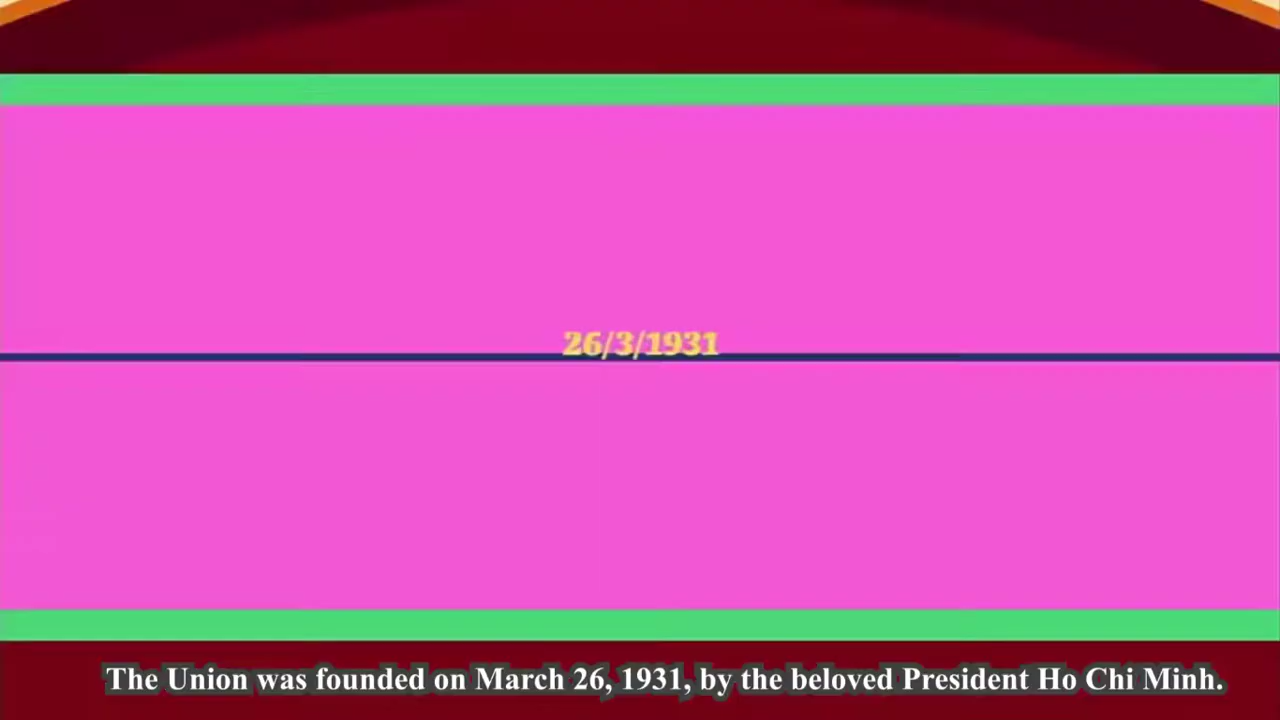 26/3/1931
The Union was founded on March 26, 1931, by the beloved President Ho Chi Minh.